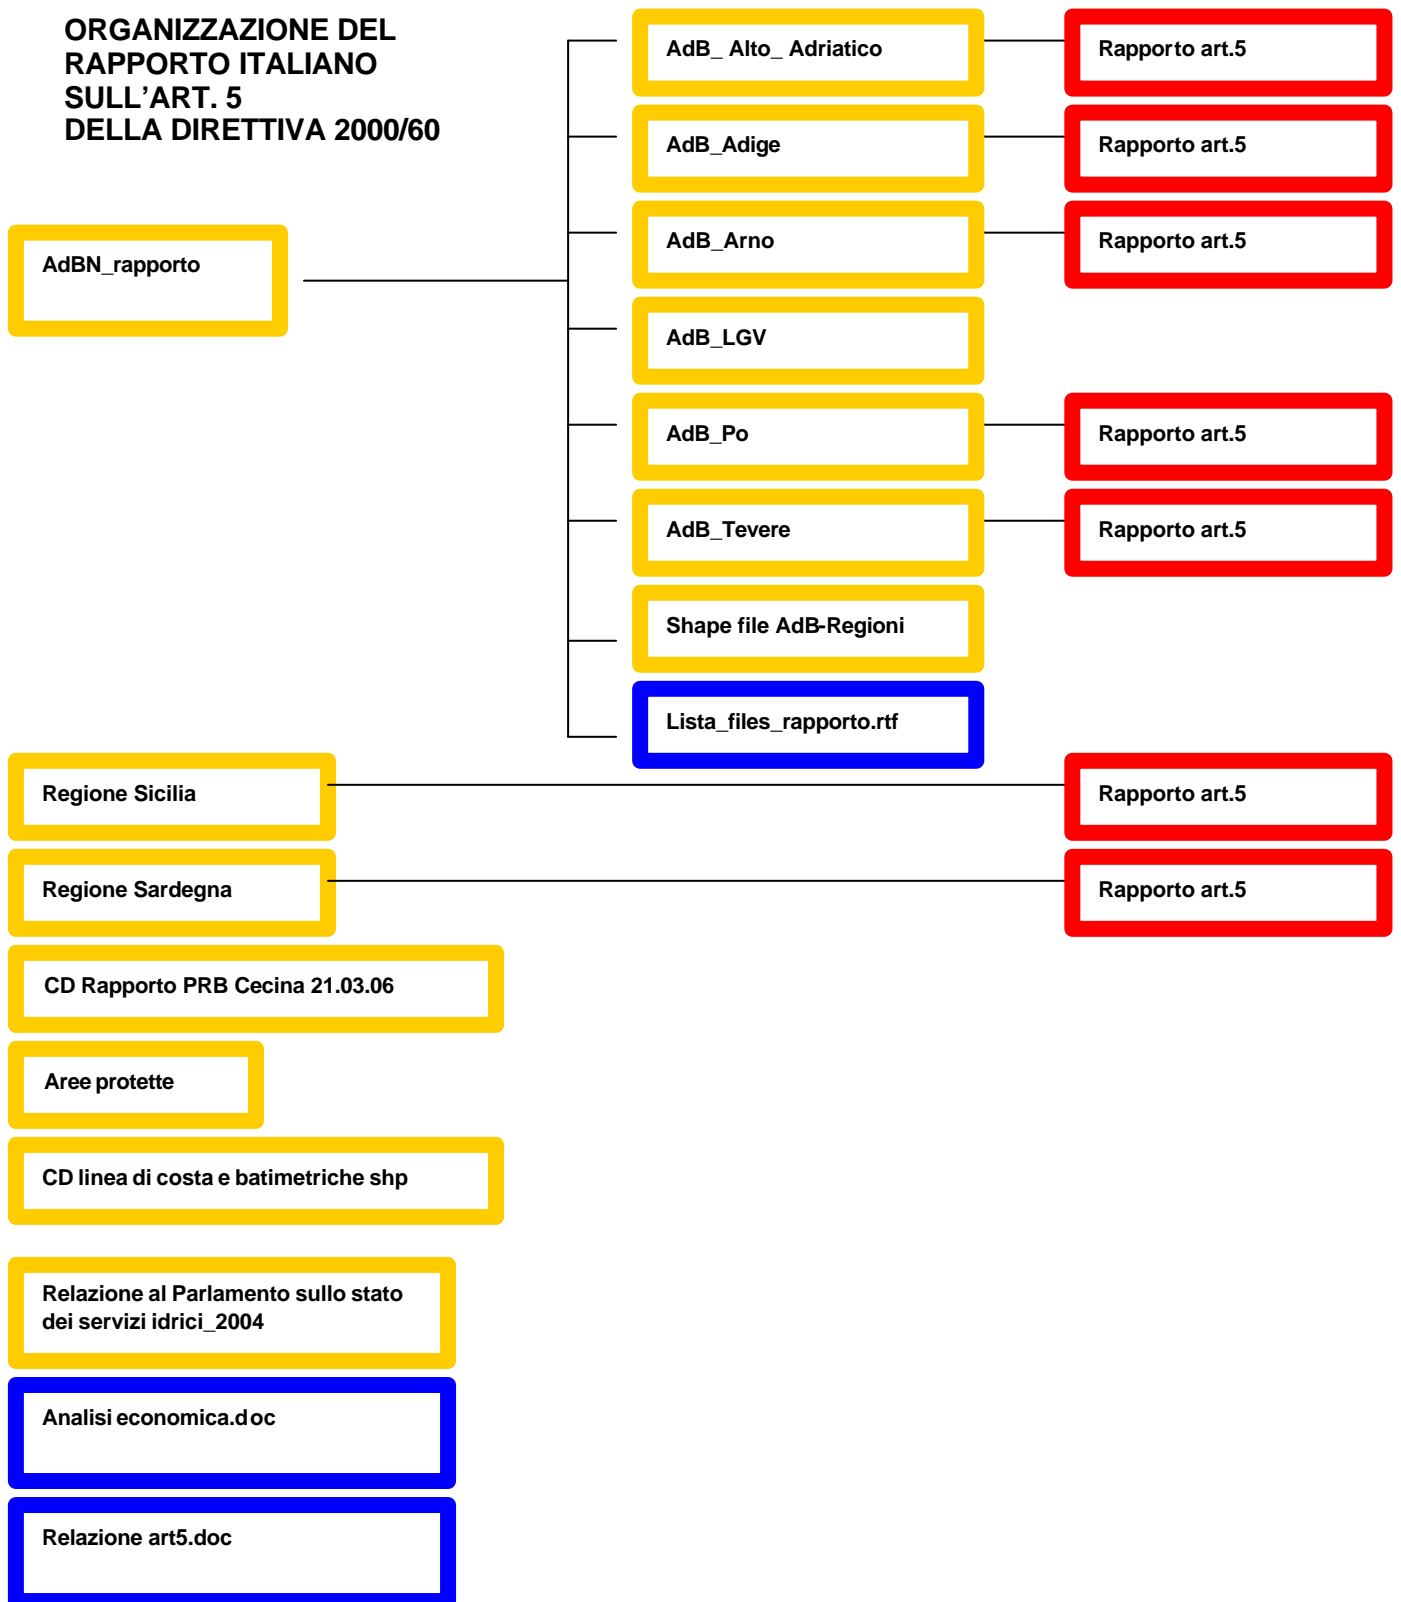 ORGANIZZAZIONE DEL
RAPPORTO ITALIANO
SULL'ART. 5
DELLA DIRETTIVA 2000/60
AdBN_rapporto
AdB_ Alto_ Adriatico
Rapporto art.5
AdB_Adige
Rapporto art.5
AdB_Arno
Rapporto art.5
AdB_LGV
AdB_Po
Rapporto art.5
AdB_Tevere
Rapporto art.5
Shape file AdB-Regioni
Lista_files_rapporto.rtf
Regione Sicilia
Rapporto art.5
Regione Sardegna
Rapporto art.5
CD Rapporto PRB Cecina 21.03.06
Aree protette
CD linea di costa e batimetriche shp
Relazione al Parlamento sullo stato
dei servizi idrici_2004
Analisi economica.doc
Relazione art5.doc